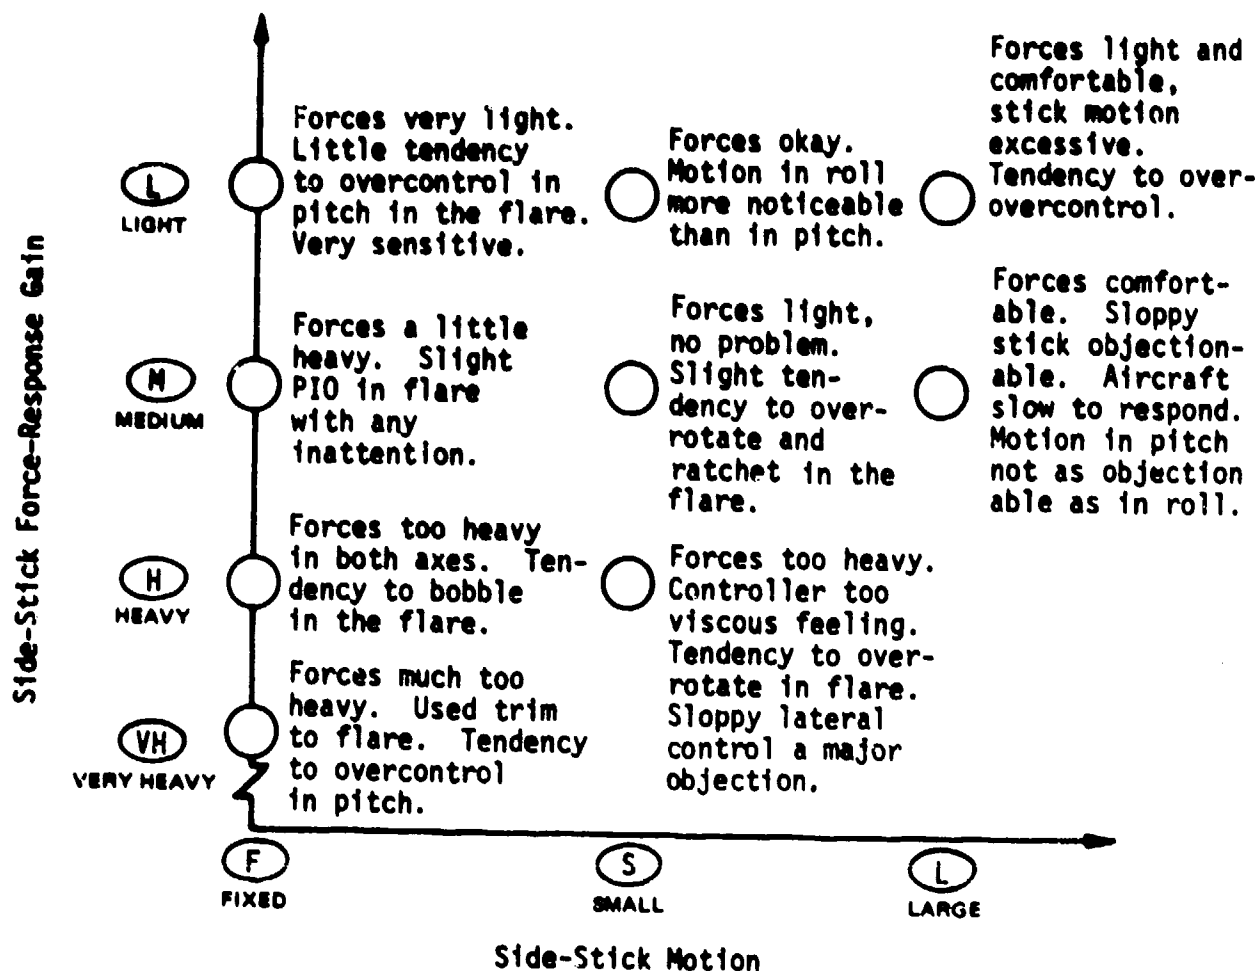 Forces very light.
Little tendency
to overcontrol in
pitch in the flare.
Very sensitive.
Forces okay.
Motion in roll
more noticeable
than in pitch.
Forces light and
comfortable,
stick motion
excessive.
Tendency to over-
overcontrol.
L
LIGHT
Forces a little
heavy. Slight
PIO in flare
with any
inattention.
Forces light,
no problem.
Slight ten-
dency to over-
rotate and
ratchet in the
flare.
Forces comfort-
able. Sloppy
stick objection-
able. Aircraft
slow to respond.
Motion in pitch
not as objection
able as in roll.
M
MEDIUM
Forces too heavy
in both axes. Ten-
dency to bobble
in the flare.
Forces too heavy.
Controller too
viscous feeling.
Tendency to over-
rotate in flare.
Sloppy lateral
control a major
objection.
H
HEAVY
Forces much too
heavy. Used trim
to flare. Tendency
to overcontrol
in pitch.
VH
VERY HEAVY
Side-Stick Force-Response Gain
F
FIXED
S
SMALL
L
LARGE
Side-Stick Motion